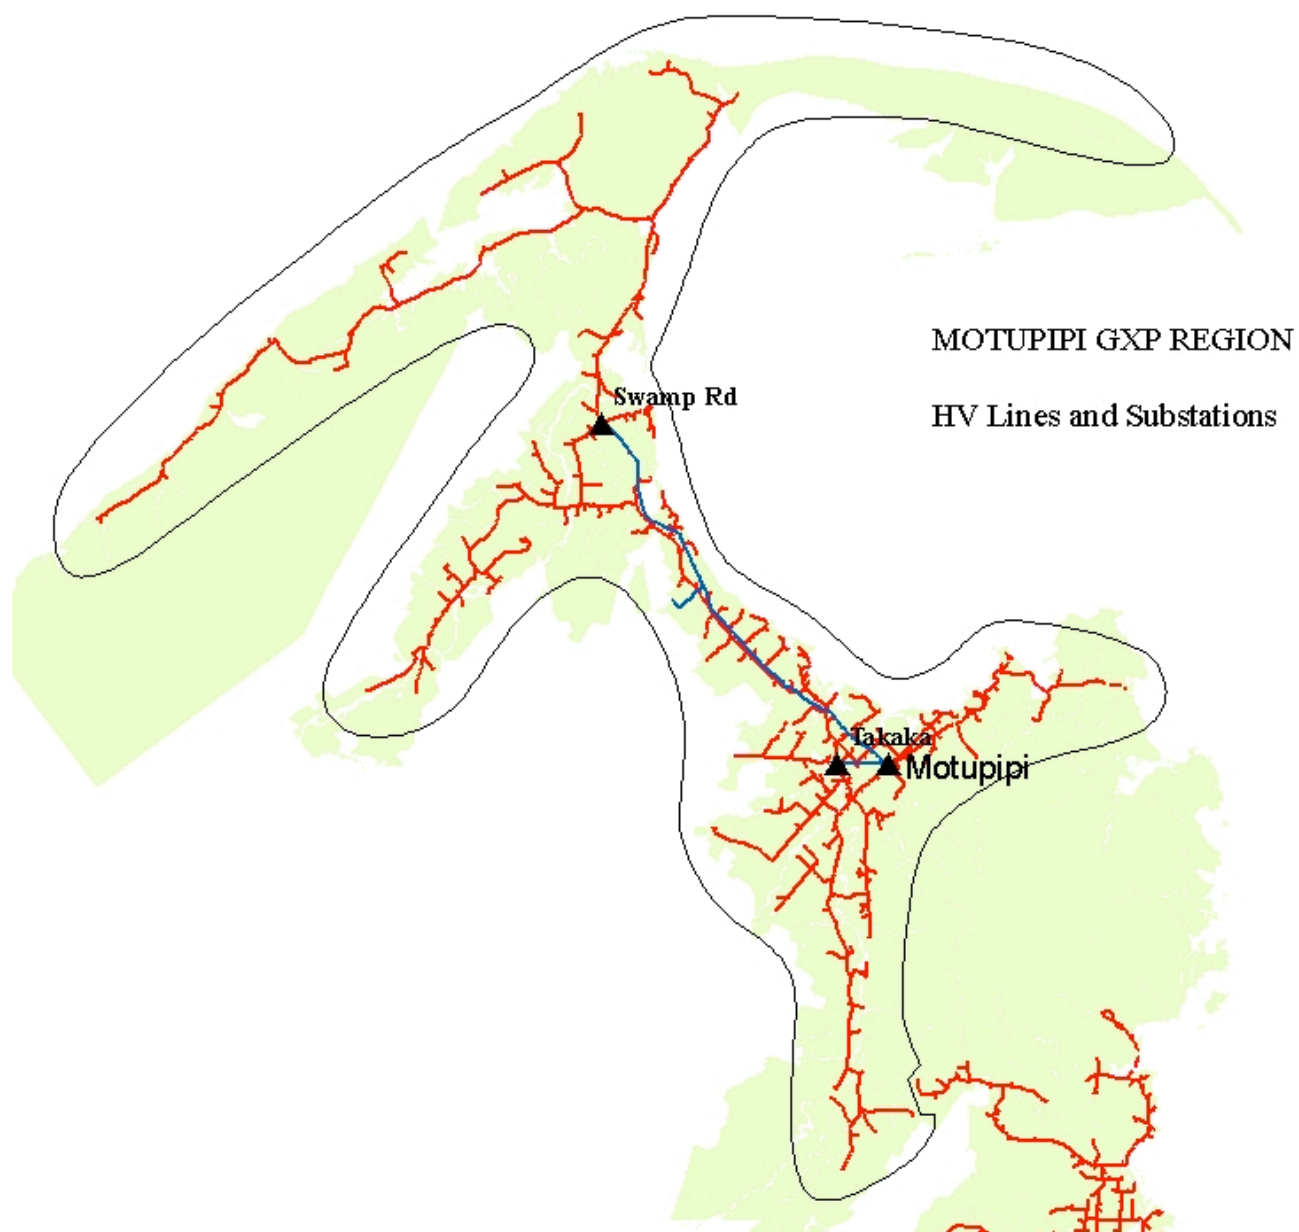 MOTUPIPI GXP REGION
HV Lines and Substations
Swamp Rd
Takaka
Motupipi